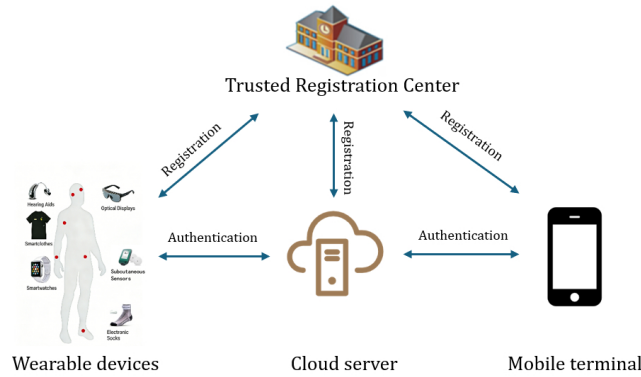 Trusted Registration Center
Registration
Registration
Registration
Hearing Aids
Optical Displays
Smartclothes
Authentication
Authentication
Smartwatches
Subcutaneous
Sensors
Electronic
Socks
Wearable devices
Cloud server
Mobile terminal